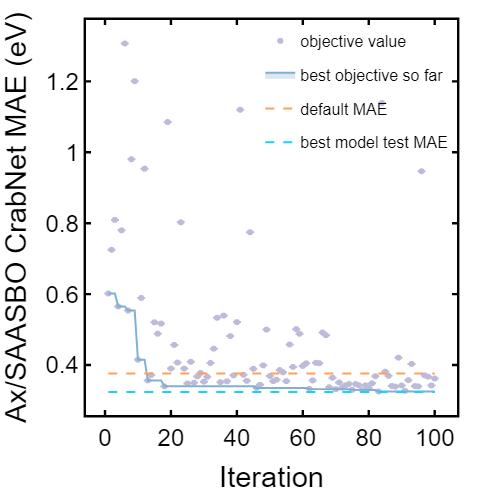 Ax/SAASBO CrabNet MAE (eV)
objective value
best objective so far
default MAE
best model test MAE
1.2
1
0.8
0.6
0.4
0
20
40
60
80
100
Iteration